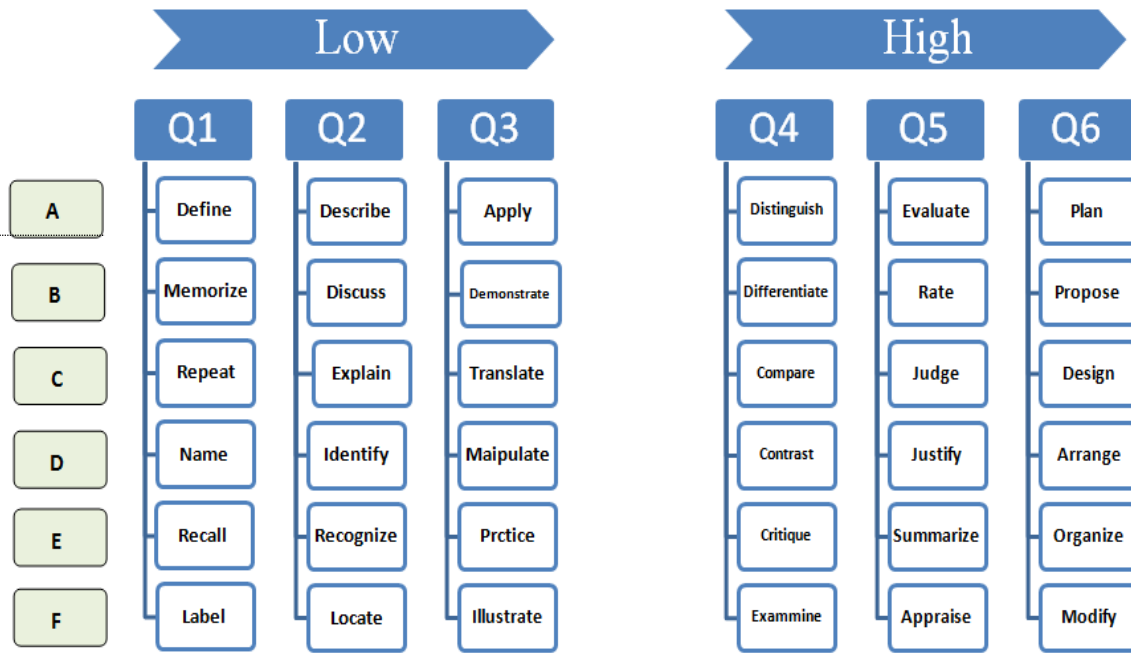 Low High
Q1 Q2 Q3 Q4 Q5 Q6
A Define Describe Apply Distinguish Evaluate Plan
B Memorize Discuss Demonstrate Differentiate Rate Propose
C Repeat Explain Translate Compare Judge Design
D Name Identify Maipulate Contrast Justify Arrange
E Recall Recognize Prctice Critique Summarize Organize
F Label Locate Illustrate Exammine Appraise Modify